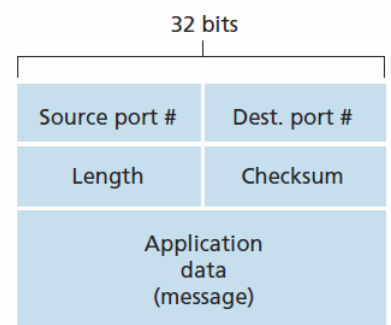 32 bits
Source port #
Dest. port #
Length
Checksum
Application
data
(message)